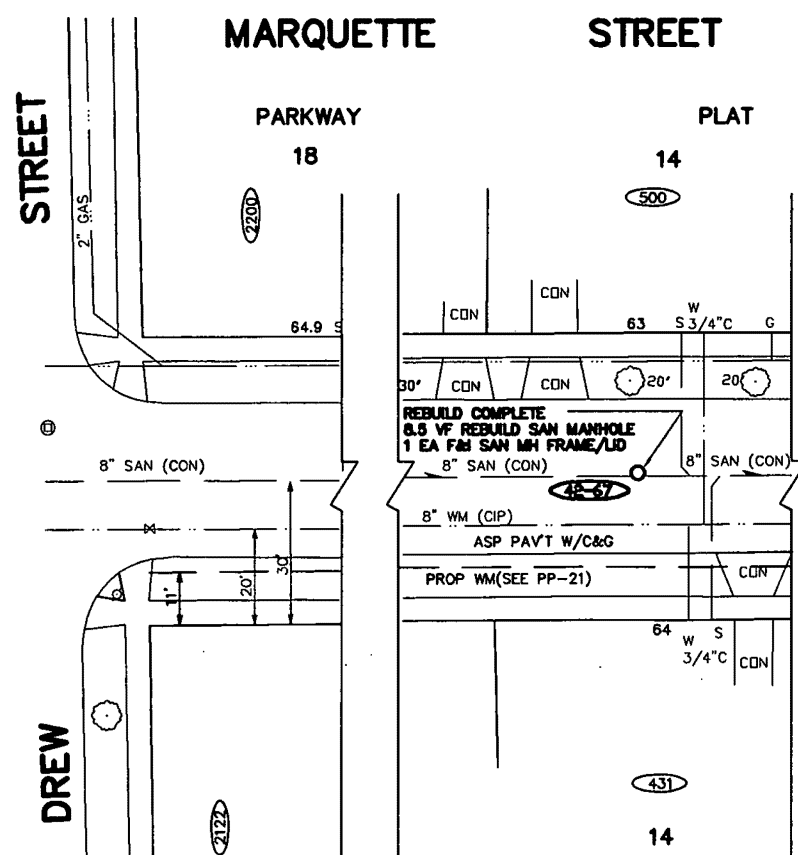 MARQUETTE STREET
STREET
PARKWAY
PLAT
18
14
2200
500
2" GAS
CON
CON
64.9 S
63
S
W
3/4"C
G
30'
CON
CON
20'
20
REBUILD COMPLETE
8.5 VF REBUILD SAN MANHOLE
1 EA F&I SAN MH FRAME/LID
8" SAN (CON)
8" SAN (CON)
8" SAN (CON)
42-67
8" WM (CIP)
ASP PAV'T W/C&G
PROP WM(SEE PP-21)
CON
11'
20'
30'
64
W
S
3/4"C
CON
DREW
2122
431
14